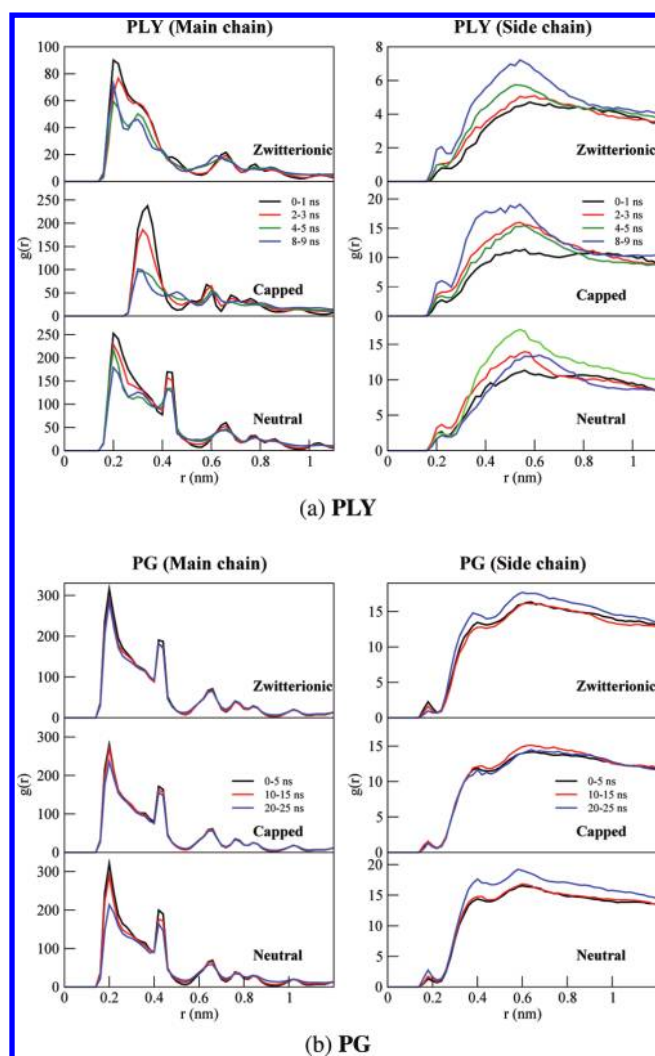 PLY (Main chain)
PLY (Side chain)
100
80
60
40
20
0
Zwitterionic
8
6
4
2
0
Zwitterionic
g(r)
250
200
150
100
50
0
0-1 ns
2-3 ns
4-5 ns
8-9 ns
Capped
g(r)
20
15
10
5
0
0-1 ns
2-3 ns
4-5 ns
8-9 ns
Capped
250
200
150
100
50
0
Neutral
15
10
5
0
Neutral
0 0.2 0.4 0.6 0.8 1
r (nm)
0 0.2 0.4 0.6 0.8 1
r (nm)
(a) PLY
PG (Main chain)
PG (Side chain)
300
200
100
0
Zwitterionic
15
10
5
0
Zwitterionic
g(r)
300
200
100
0
0-5 ns
10-15 ns
20-25 ns
Capped
g(r)
15
10
5
0
0-5 ns
10-15 ns
20-25 ns
Capped
300
200
100
0
Neutral
20
15
10
5
0
Neutral
0 0.2 0.4 0.6 0.8 1
r (nm)
0 0.2 0.4 0.6 0.8 1
r (nm)
(b) PG